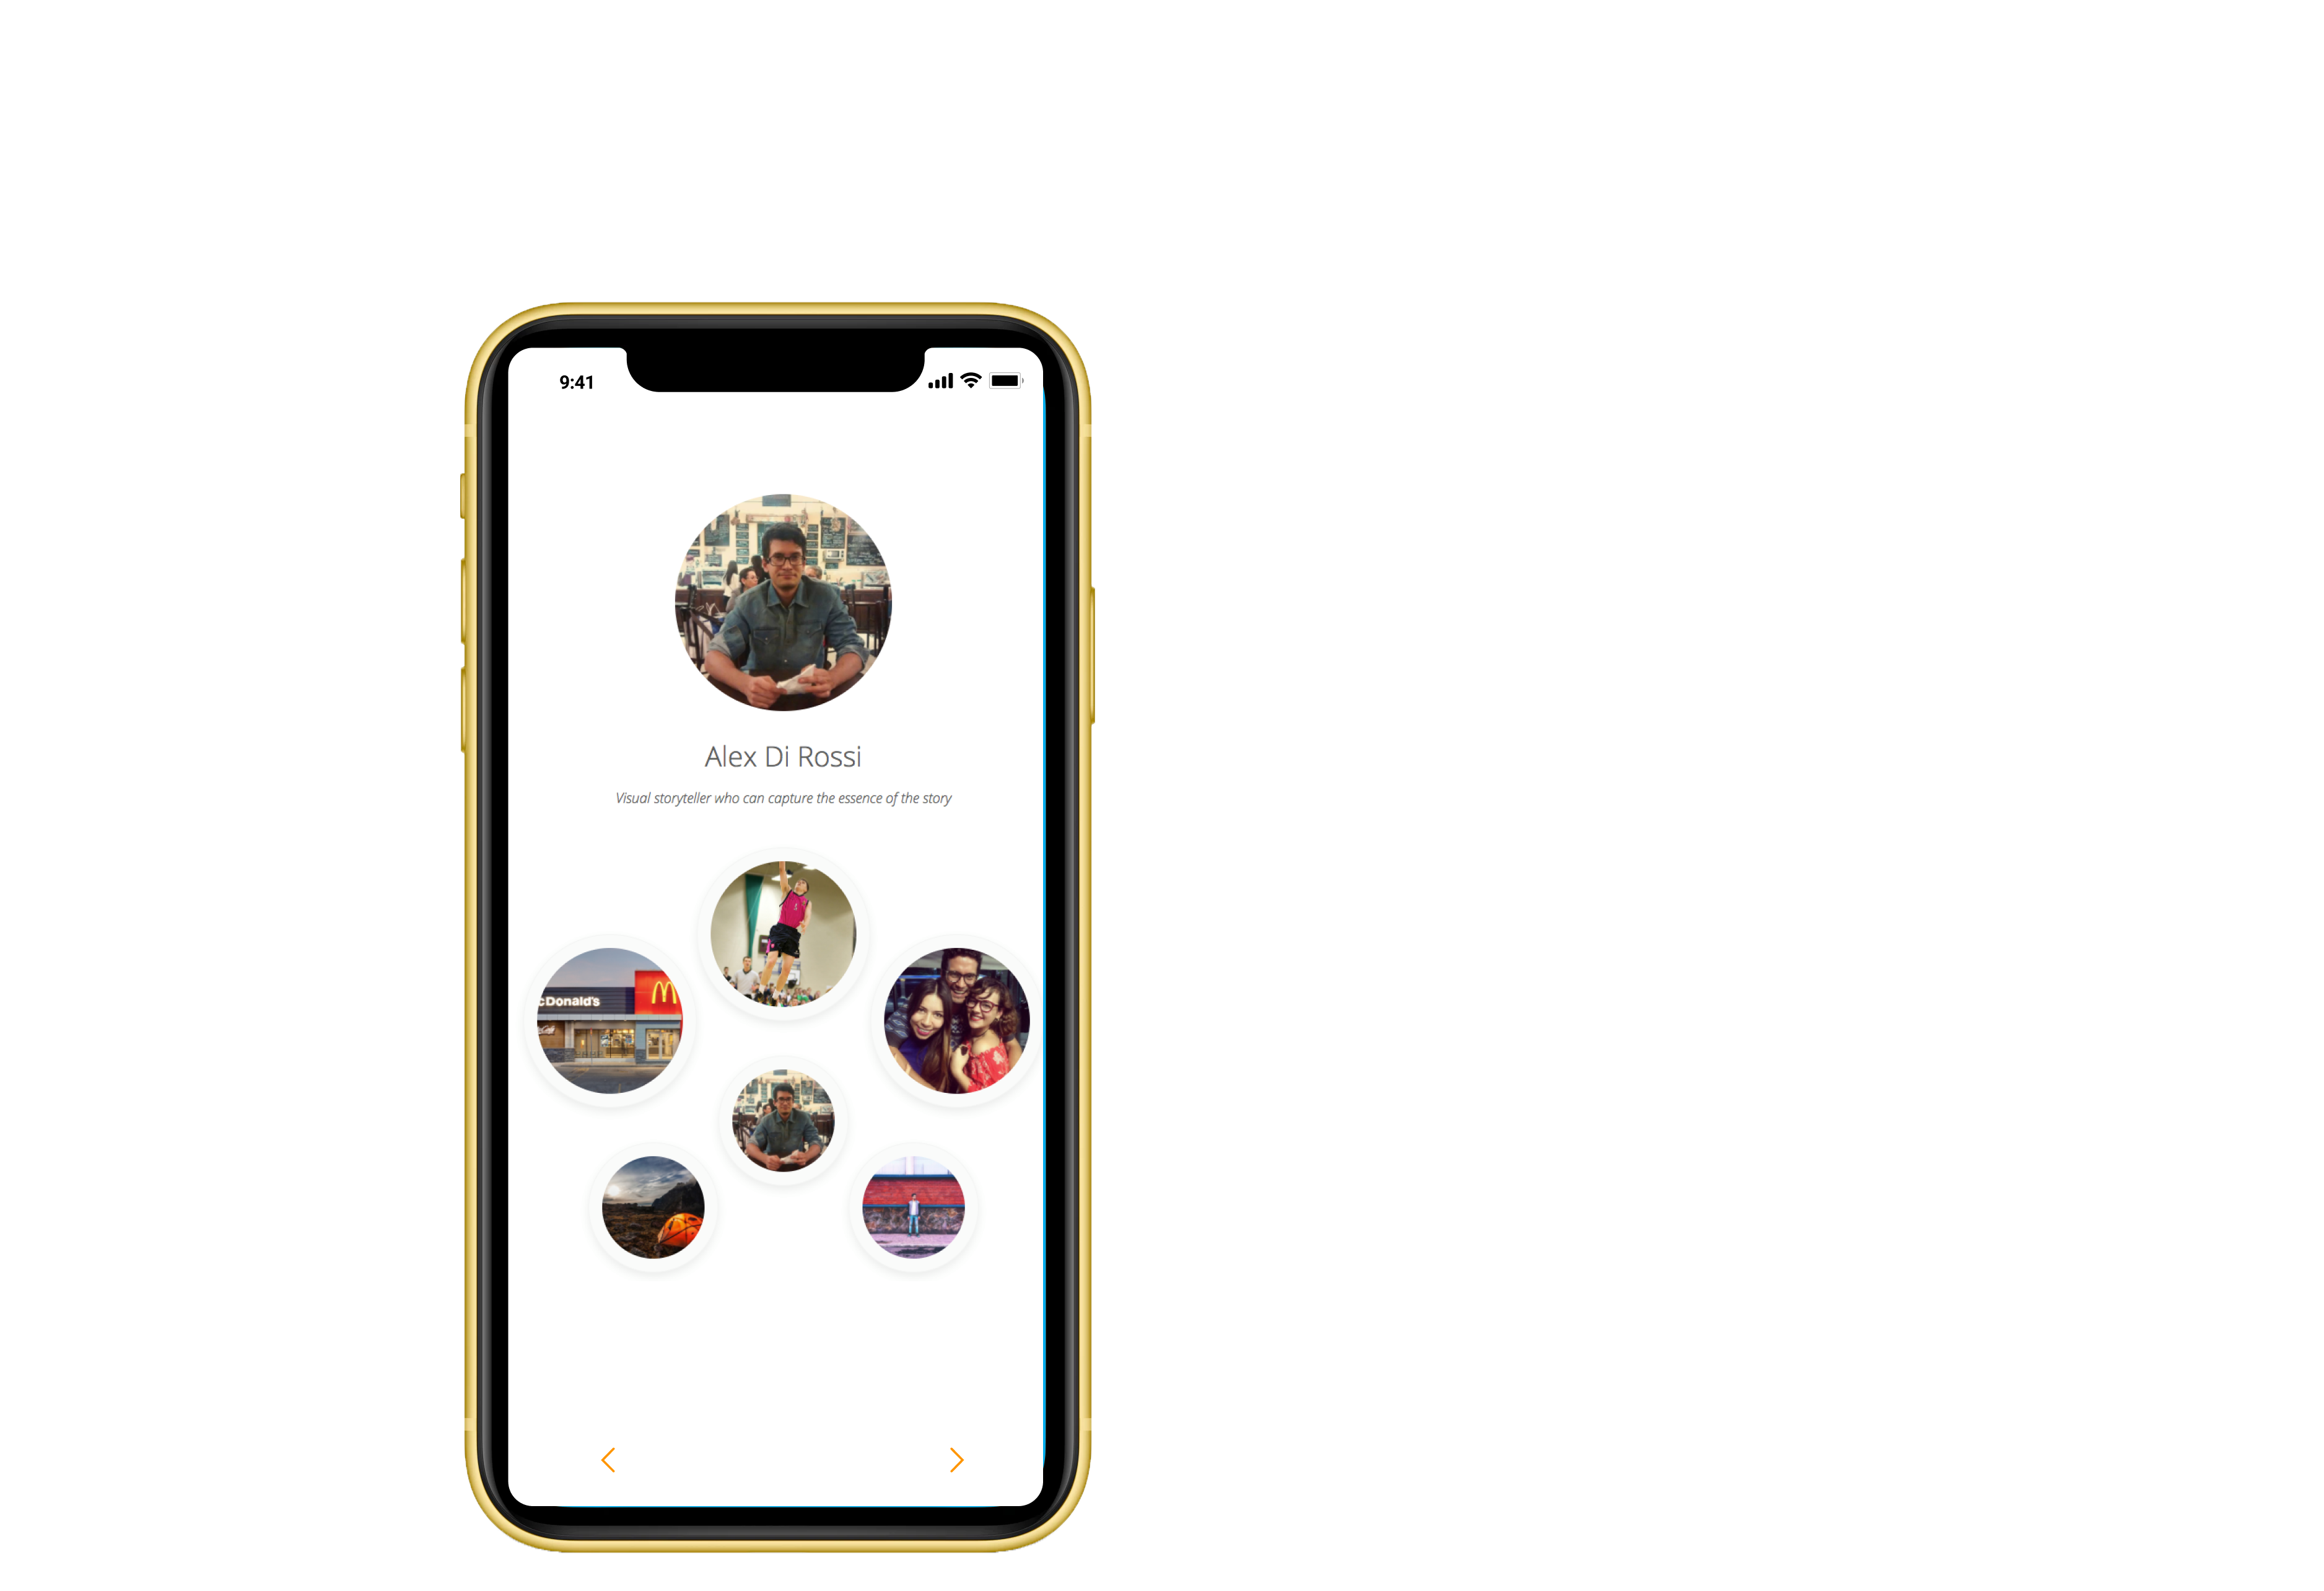 9:41
Alex Di Rossi
Visual storyteller who can capture the essence of the story
cDonald's